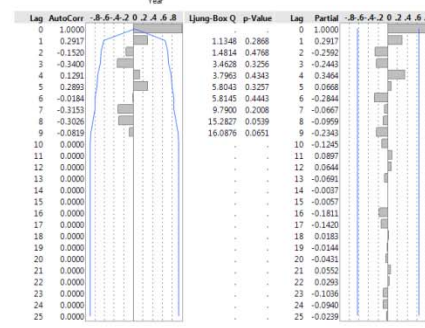 Year
Lag AutoCorr -.8-.6-.4-.2 0 .2 .4 .6 .8 Ljung-Box Q p-Value Lag Partial -.8-.6-.4-.2 0 .2 .4 .6 .8
0 1.0000 . . 0 1.0000
1 0.2917 1.1348 0.2868 1 0.2917
2 -0.1520 1.4814 0.4768 2 -0.2592
3 -0.3400 3.4628 0.3256 3 -0.2443
4 0.1291 3.7963 0.4343 4 0.3464
5 0.2893 5.8043 0.3257 5 0.0668
6 -0.0184 5.8145 0.4443 6 -0.2844
7 -0.3153 9.7900 0.2008 7 -0.0667
8 -0.3026 15.2827 0.0539 8 -0.0959
9 -0.0819 16.0876 0.0651 9 -0.2343
10 0.0000 . . 10 -0.1245
11 0.0000 . . 11 0.0897
12 0.0000 . . 12 0.0644
13 0.0000 . . 13 -0.0691
14 0.0000 . . 14 -0.0037
15 0.0000 . . 15 -0.0057
16 0.0000 . . 16 -0.1811
17 0.0000 . . 17 -0.1420
18 0.0000 . . 18 0.0183
19 0.0000 . . 19 -0.0144
20 0.0000 . . 20 -0.0431
21 0.0000 . . 21 0.0552
22 0.0000 . . 22 0.0293
23 0.0000 . . 23 -0.1036
24 0.0000 . . 24 -0.0940
25 0.0000 . . 25 -0.0239